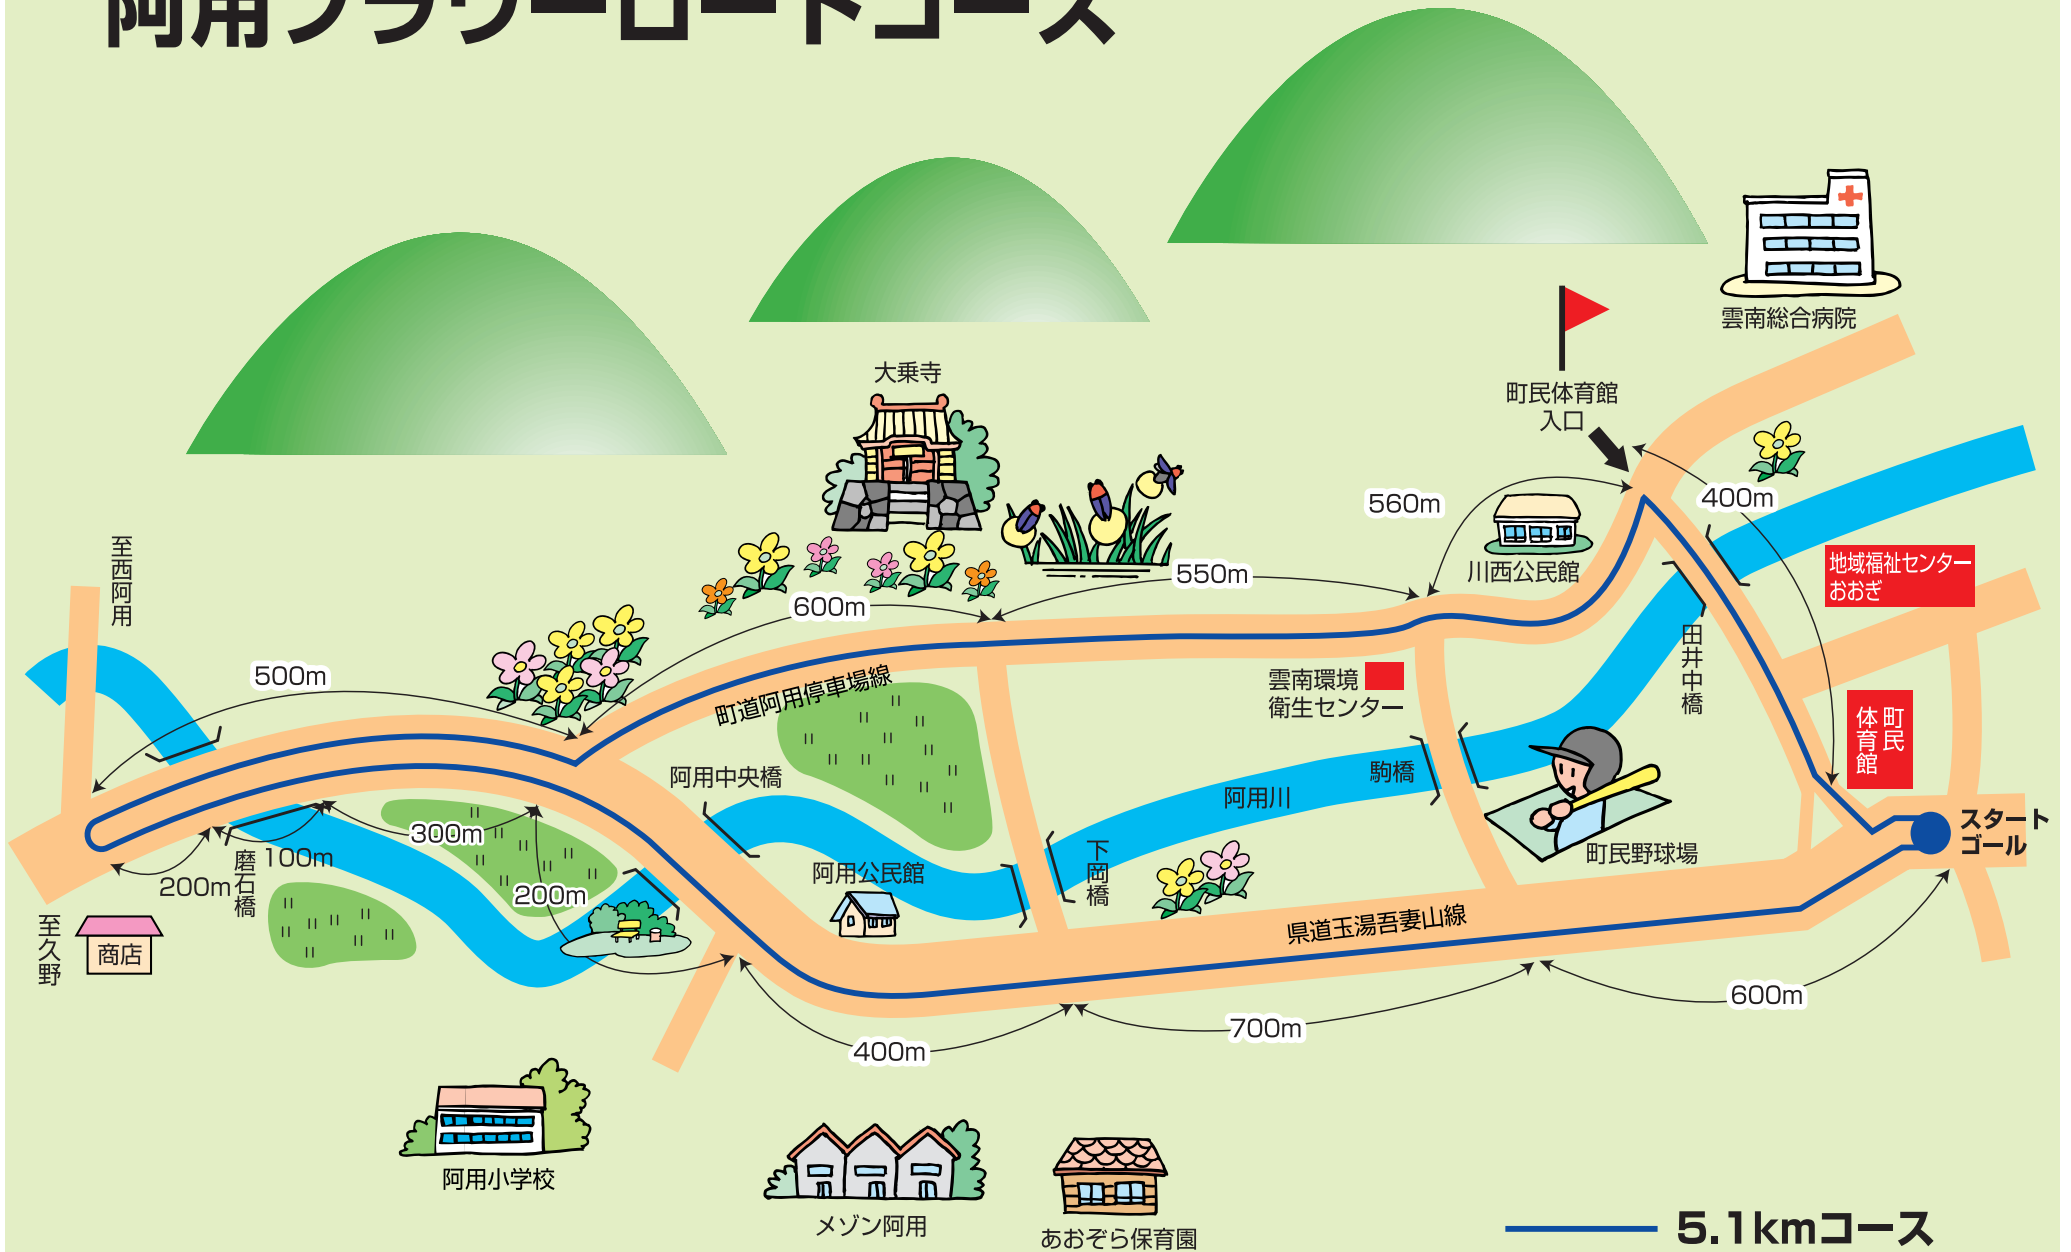 阿用フラワーロードコース
雲南総合病院
大乗寺
町民体育館
入口
560m
400m
川西公民館
地域福祉センター
おおぎ
550m
600m
至西阿用
500m
町道阿用停車場線
雲南環境
衛生センター
田井中橋
町民
体育館
阿用中央橋
駒橋
阿用川
スタート
ゴール
300m
100m
200m
磨石橋
200m
阿用公民館
下岡橋
町民野球場
至久野
商店
県道玉湯吾妻山線
600m
700m
400m
阿用小学校
メゾン阿用
あおぞら保育園
5.1kmコース